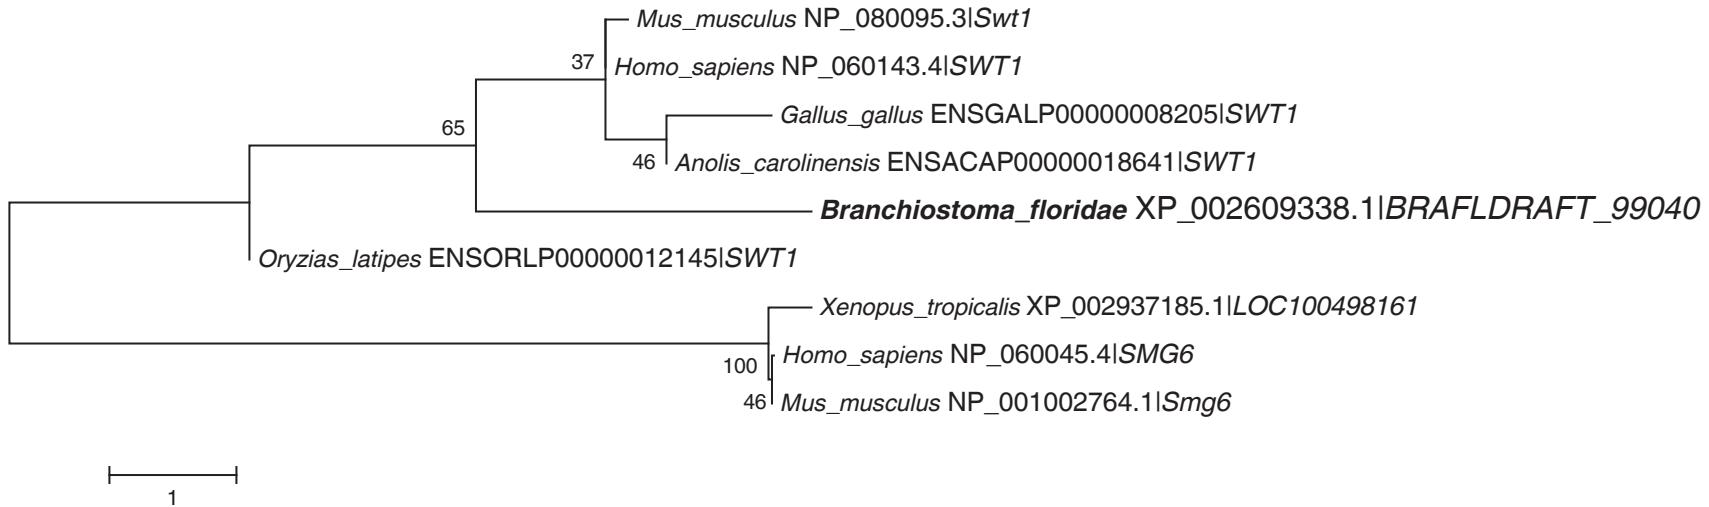 Mus_musculus NP_080095.3|Swt1
37
Homo_sapiens NP_060143.4|SWT1
Gallus_gallus ENSGALP00000008205|SWT1
65
46
Anolis_carolinensis ENSACAP00000018641|SWT1
Branchiostoma_floridae XP_002609338.1|BRAFLDRAFT_99040
Oryzias_latipes ENSORLP00000012145|SWT1
Xenopus_tropicalis XP_002937185.1|LOC100498161
Homo_sapiens NP_060045.4|SMG6
100
46
Mus_musculus NP_001002764.1|Smg6
1